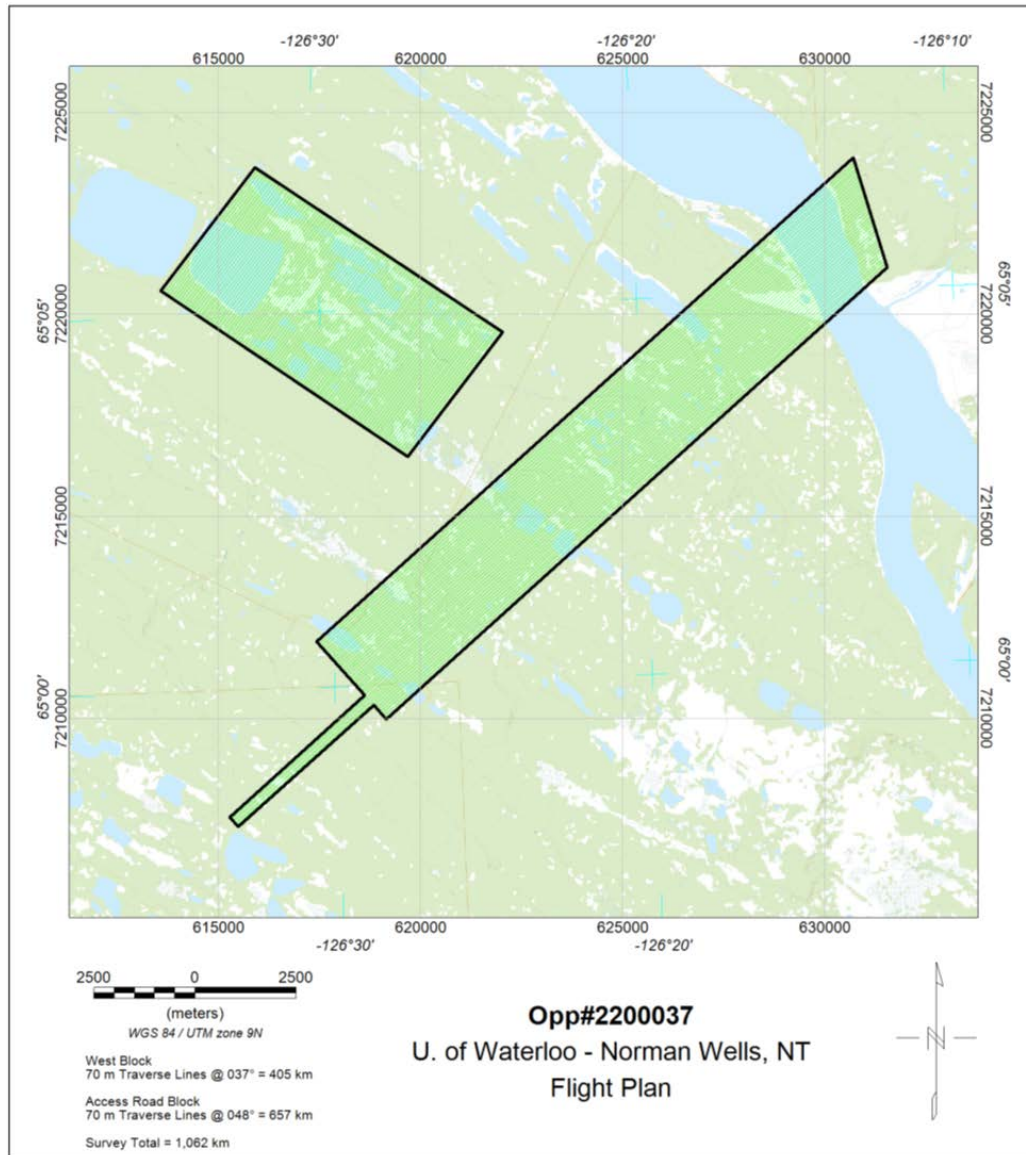 -126°30' -126°20' -126°10'
615000 620000 625000 630000
7225000 7225000
65°05' 7220000 7220000 65°05'
7215000 7215000
65°00' 7210000 7210000 65°00'
615000 620000 625000 630000
-126°30' -126°20'
2500 0 2500
(meters)
WGS 84 / UTM zone 9N
West Block
70 m Traverse Lines @ 037° = 405 km
Access Road Block
70 m Traverse Lines @ 048° = 657 km
Survey Total = 1,062 km
Opp#2200037
U. of Waterloo - Norman Wells, NT
Flight Plan
N